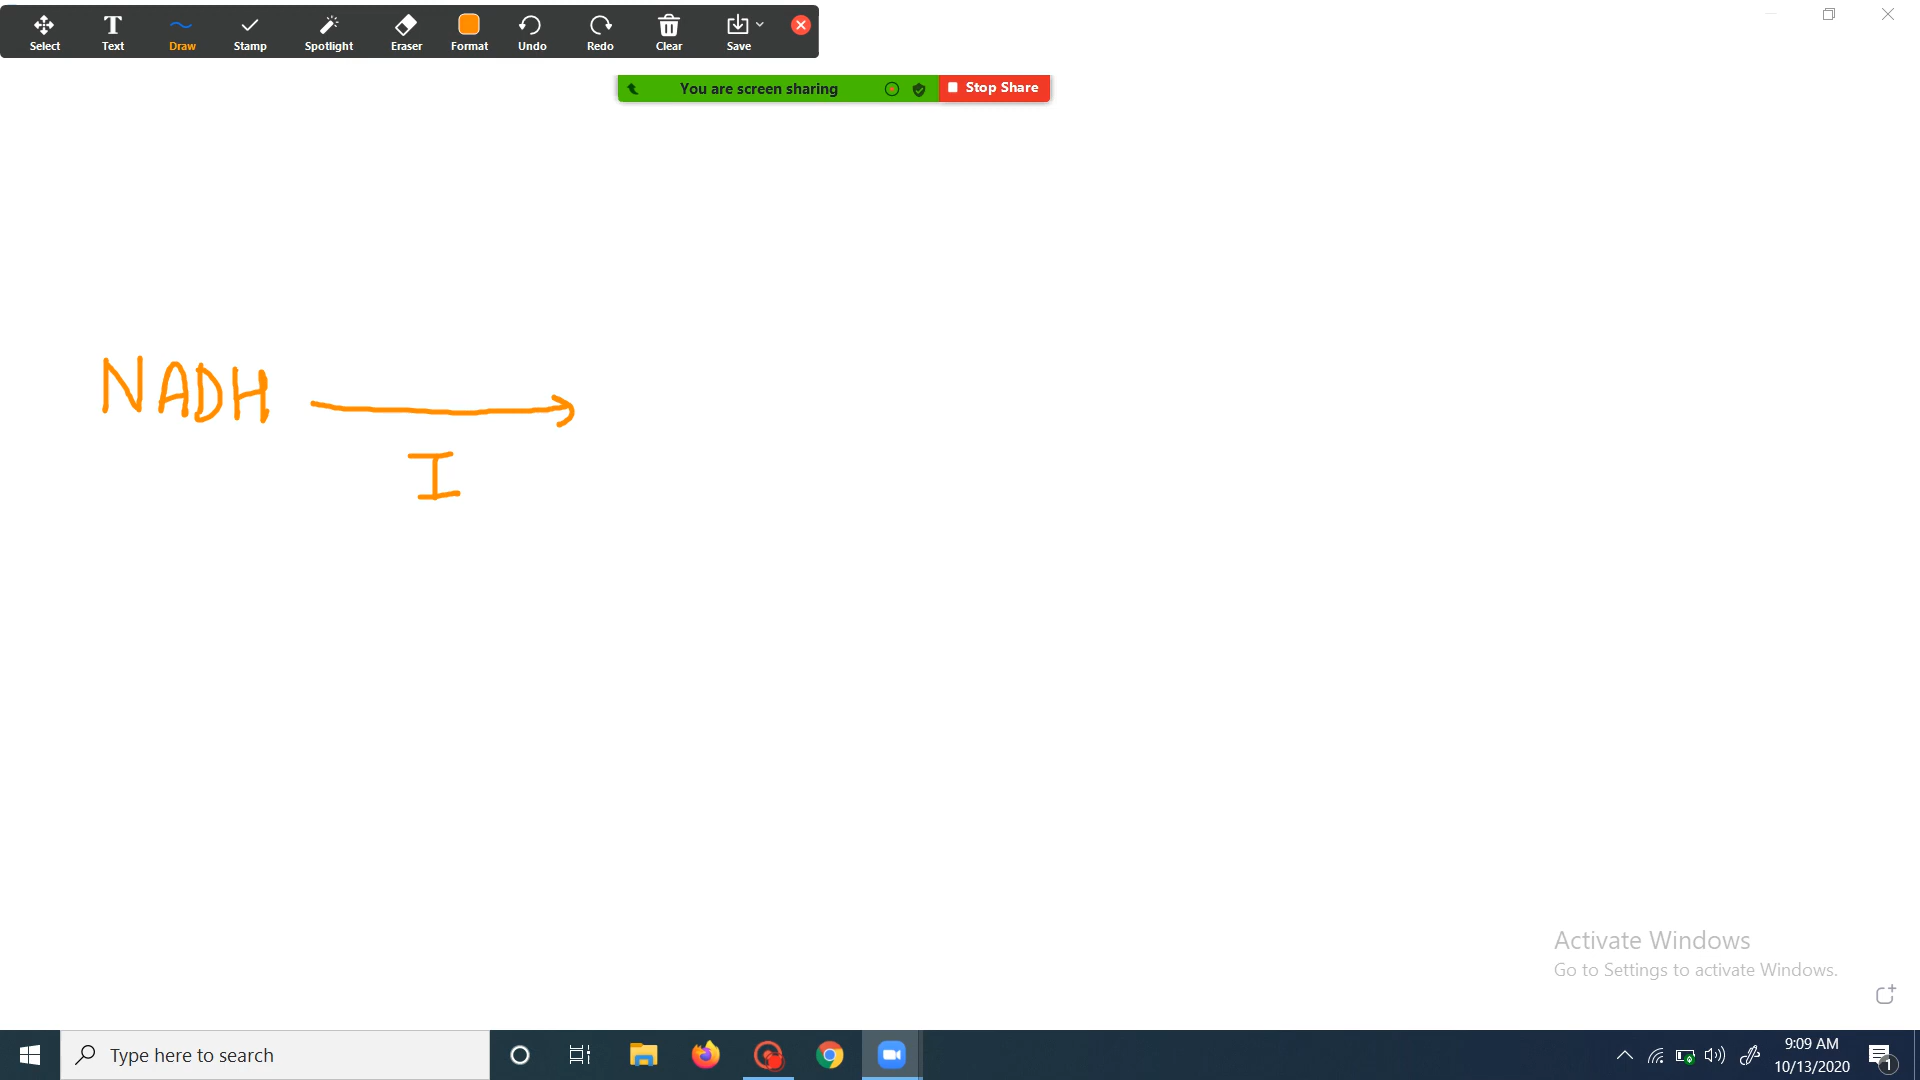 Select Text Draw Stamp Spotlight Eraser Format Undo Redo Clear Save
You are screen sharing Stop Share
NADH
I
Activate Windows
Go to Settings to activate Windows.
Type here to search
9:09 AM
10/13/2020
1